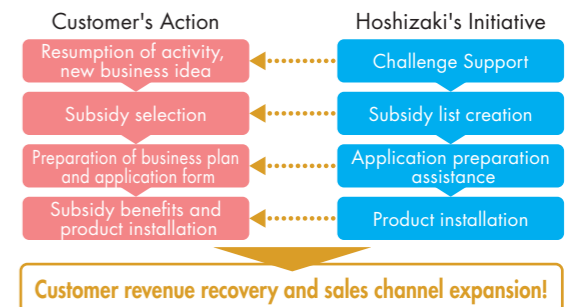 Customer's Action
Hoshizaki's Initiative
Resumption of activity,
new business idea
Challenge Support
Subsidy selection
Subsidy list creation
Preparation of business plan
and application form
Application preparation
assistance
Subsidy benefits and
product installation
Product installation
Customer revenue recovery and sales channel expansion!